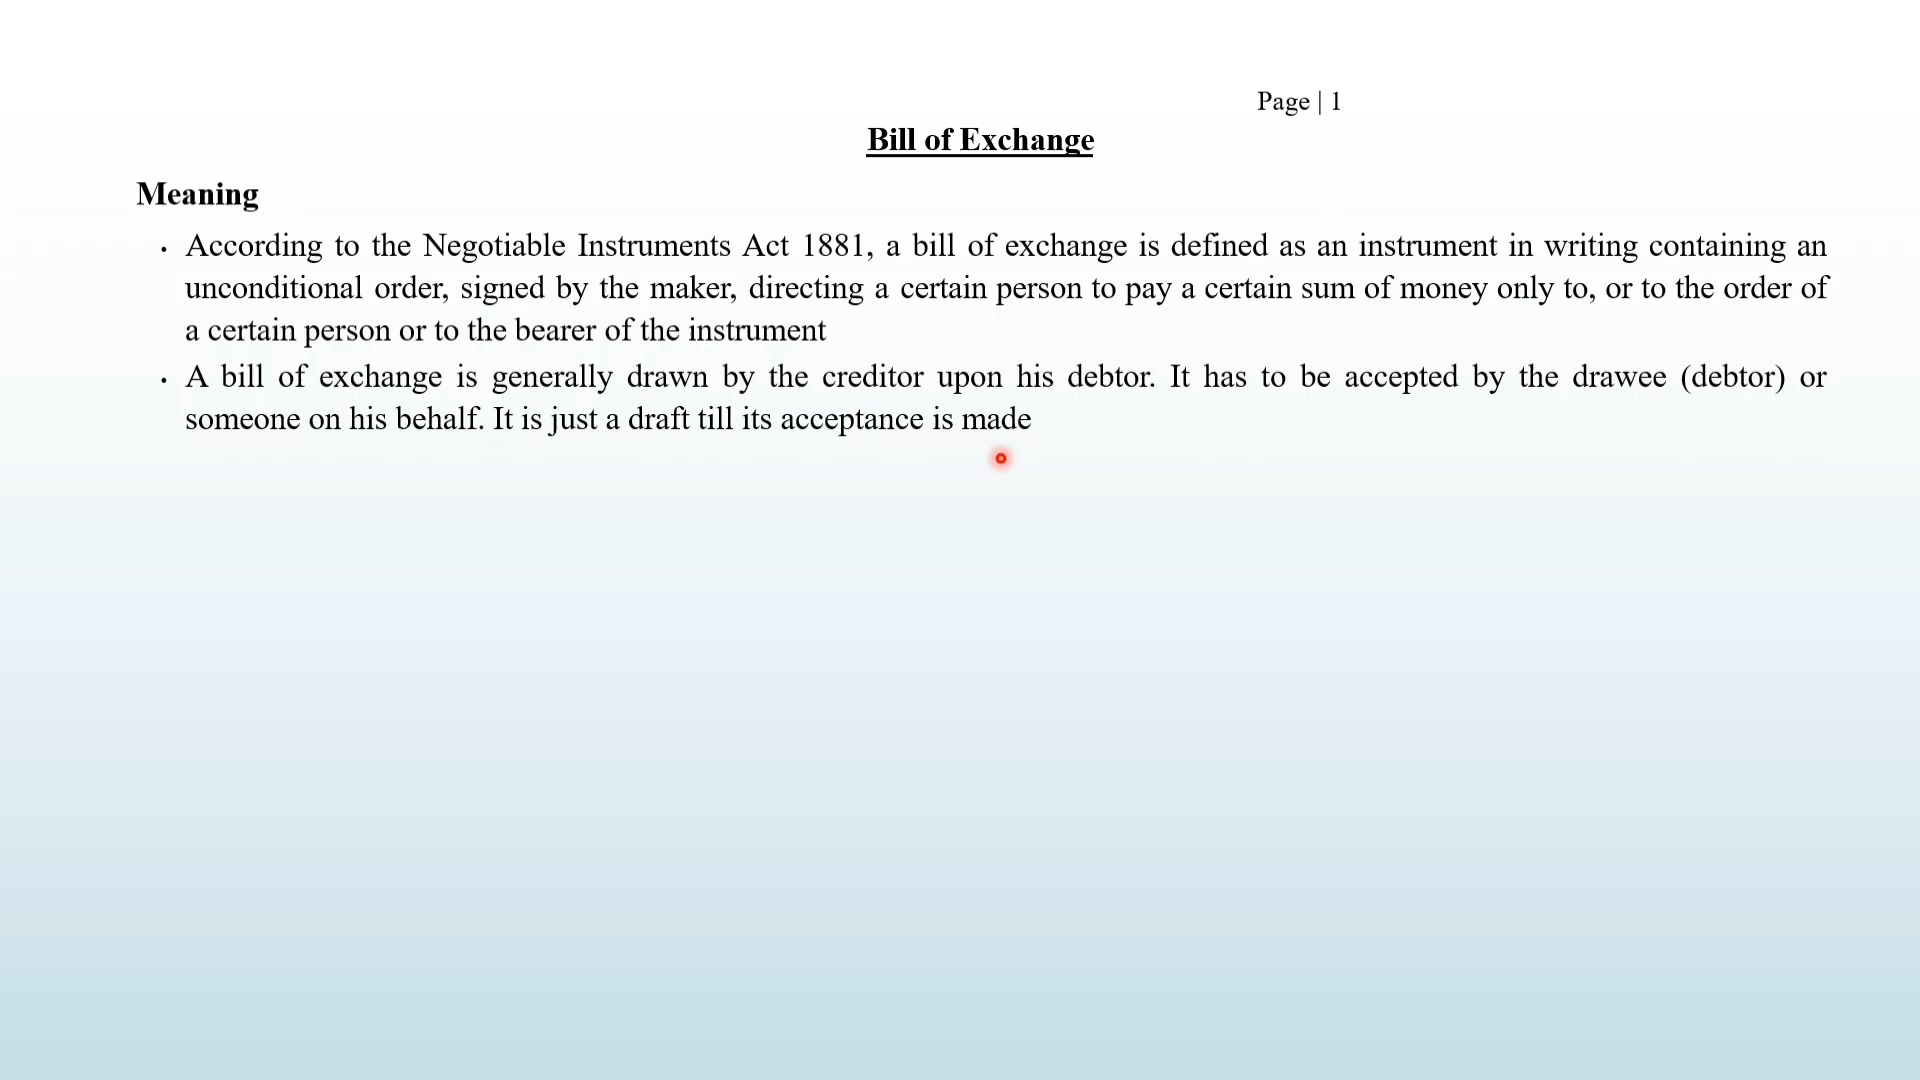 Page | 1
Bill of Exchange
Meaning
• According to the Negotiable Instruments Act 1881, a bill of exchange is defined as an instrument in writing containing an
unconditional order, signed by the maker, directing a certain person to pay a certain sum of money only to, or to the order of
a certain person or to the bearer of the instrument
• A bill of exchange is generally drawn by the creditor upon his debtor. It has to be accepted by the drawee (debtor) or
someone on his behalf. It is just a draft till its acceptance is made